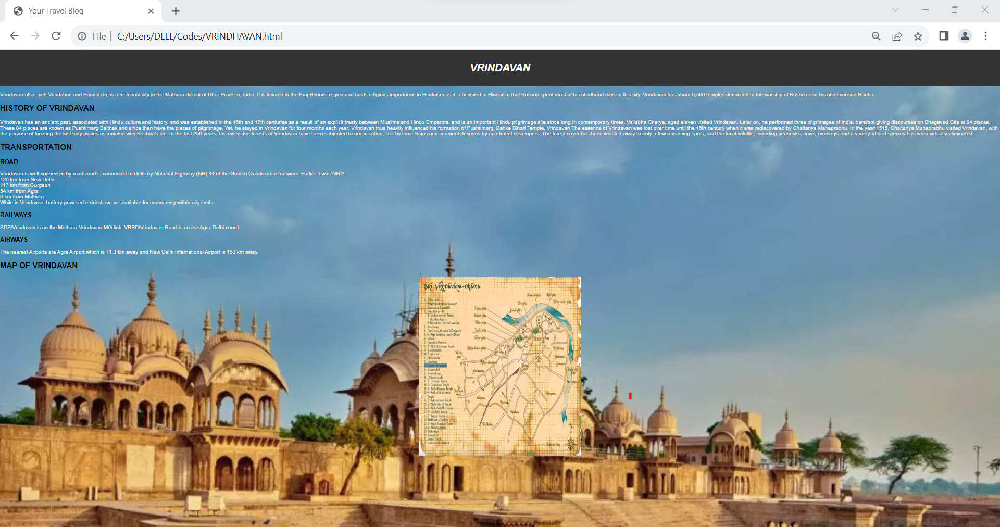 Your Travel Blog
File C:/Users/DELL/Codes/VRINDHAVAN.html
VRINDAVAN
Vrindavan also spelt Vrindaban and Brindaban, is a historical city in the Mathura district of Uttar Pradesh, India. It is located in the Braj Bhoomi region and holds religious importance in Hinduism as it is believed in Hinduism that Krishna spent most of his childhood days in this city. Vrindavan has about 5,500 temples dedicated to the worship of Krishna and his chief consort Radha.
HISTORY OF VRINDAVAN
Vrindavan has an ancient past, associated with Hindu culture and history, and was established in the 16th and 17th centuries as a result of an explicit treaty between Muslims and Hindu Emperors, and is an important Hindu pilgrimage site since long.In contemporary times, Vallabha Charya, aged eleven visited Vrindavan. Later on, he performed three pilgrimages of India, barefoot giving discourses on Bhagavad Gita at 84 places.
These 84 places are known as Pushtimarg Baithak and since then have the places of pilgrimage. Yet, he stayed in Vrindavan for four months each year. Vrindavan thus heavily influenced his formation of Pushtimarg. Banke Bihari Temple, Vrindavan The essence of Vrindavan was lost over time until the 16th century when it was rediscovered by Chaitanya Mahaprabhu. In the year 1515, Chaitanya Mahaprabhu visited Vrindavan, with
the purpose of locating the lost holy places associated with Krishna's life. In the last 250 years, the extensive forests of Vrindavan have been subjected to urbanisation, first by local Rajas and in recent decades by apartment developers. The forest cover has been whittled away to only a few remaining spots, and the local wildlife, including peacocks, cows, monkeys and a variety of bird species has been virtually eliminated.
TRANSPORTATION
ROAD
Vrindavan is well connected by roads and is connected to Delhi by National Highway (NH) 44 of the Golden Quadrilateral network. Earlier it was NH 2
129 km from New Delhi
117 km from Gurgaon
54 km from Agra
9 km from Mathura
While in Vrindavan, battery-powered e-rickshaw are available for commuting within city limits.
RAILWAYS
BDB/Vrindavan is on the Mathura-Vrindavan MG link. VRBD/Vrindavan Road is on the Agra-Delhi chord.
AIRWAYS
The nearest Airports are Agra Airport which is 71.3 km away and New Delhi International Airport is 150 km away.
MAP OF VRINDAVAN
Śrī Vṛndāvana-Dhāma
To Mathurā